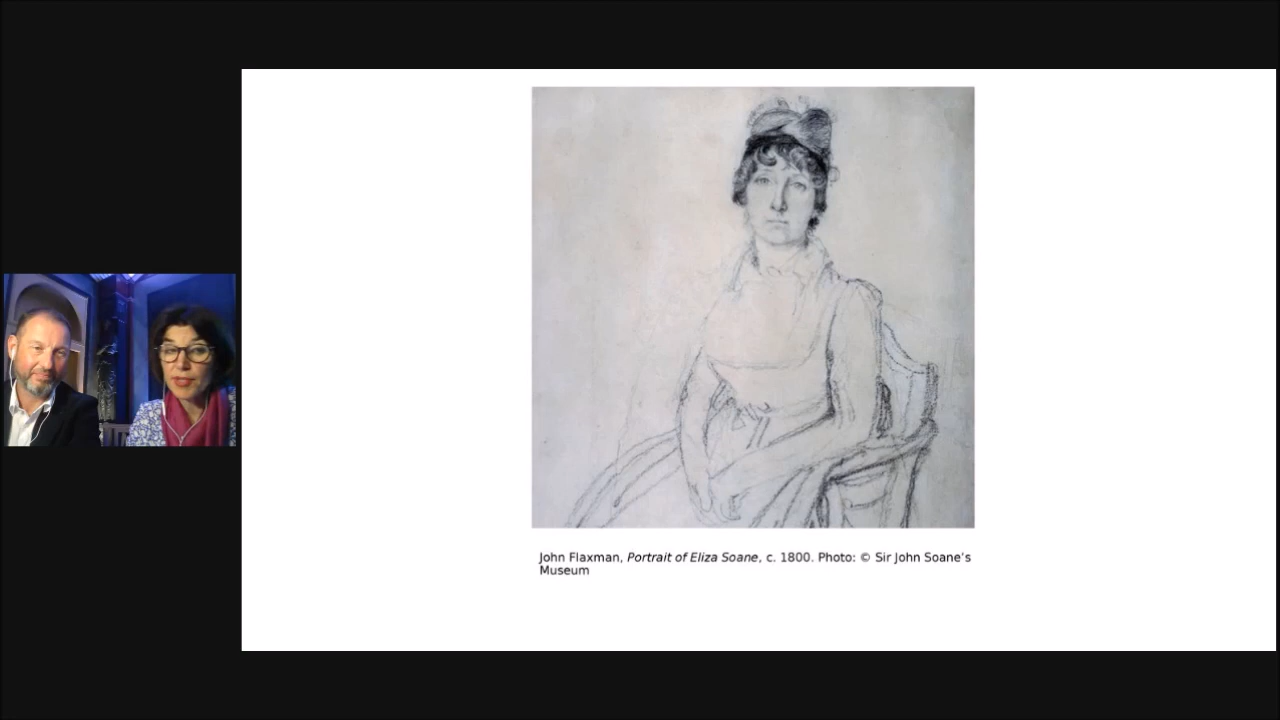 John Flaxman, Portrait of Eliza Soane, c. 1800. Photo: © Sir John Soane’s
Museum